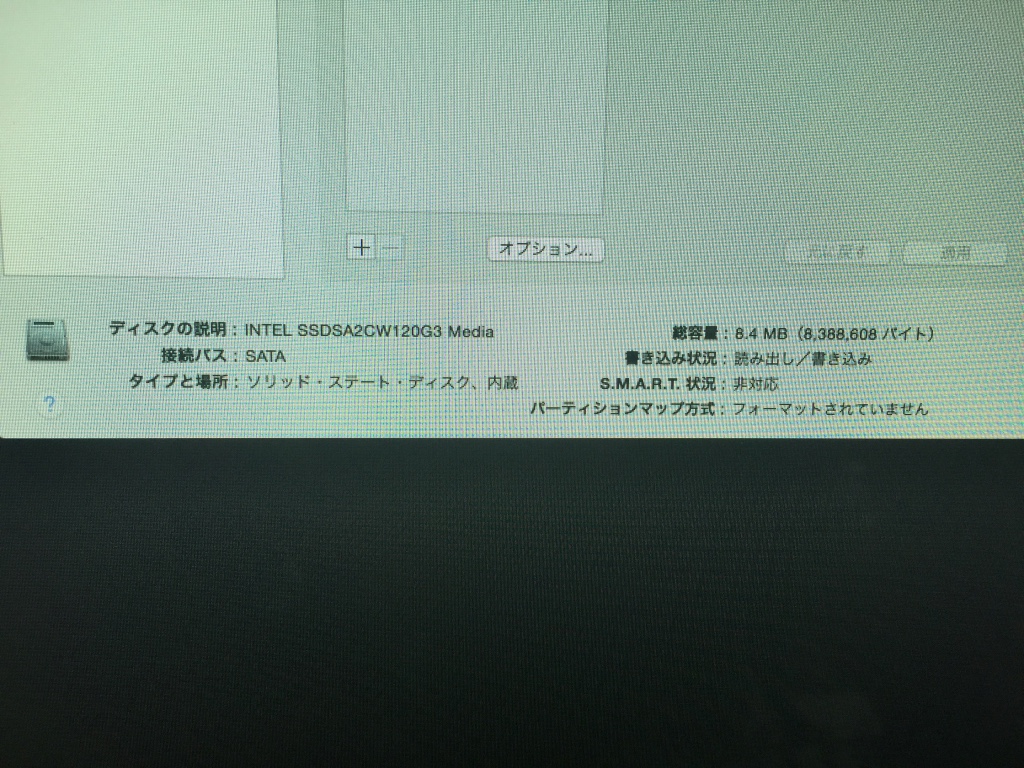 + −
オプション...
元に戻す
適用
ディスクの説明：INTEL SSDSA2CW120G3 Media
接続バス：SATA
タイプと場所：ソリッド・ステート・ディスク、内蔵
総容量：8.4 MB（8,388,608 バイト）
書き込み状況：読み出し／書き込み
S.M.A.R.T. 状況：非対応
パーティションマップ方式：フォーマットされていません
?